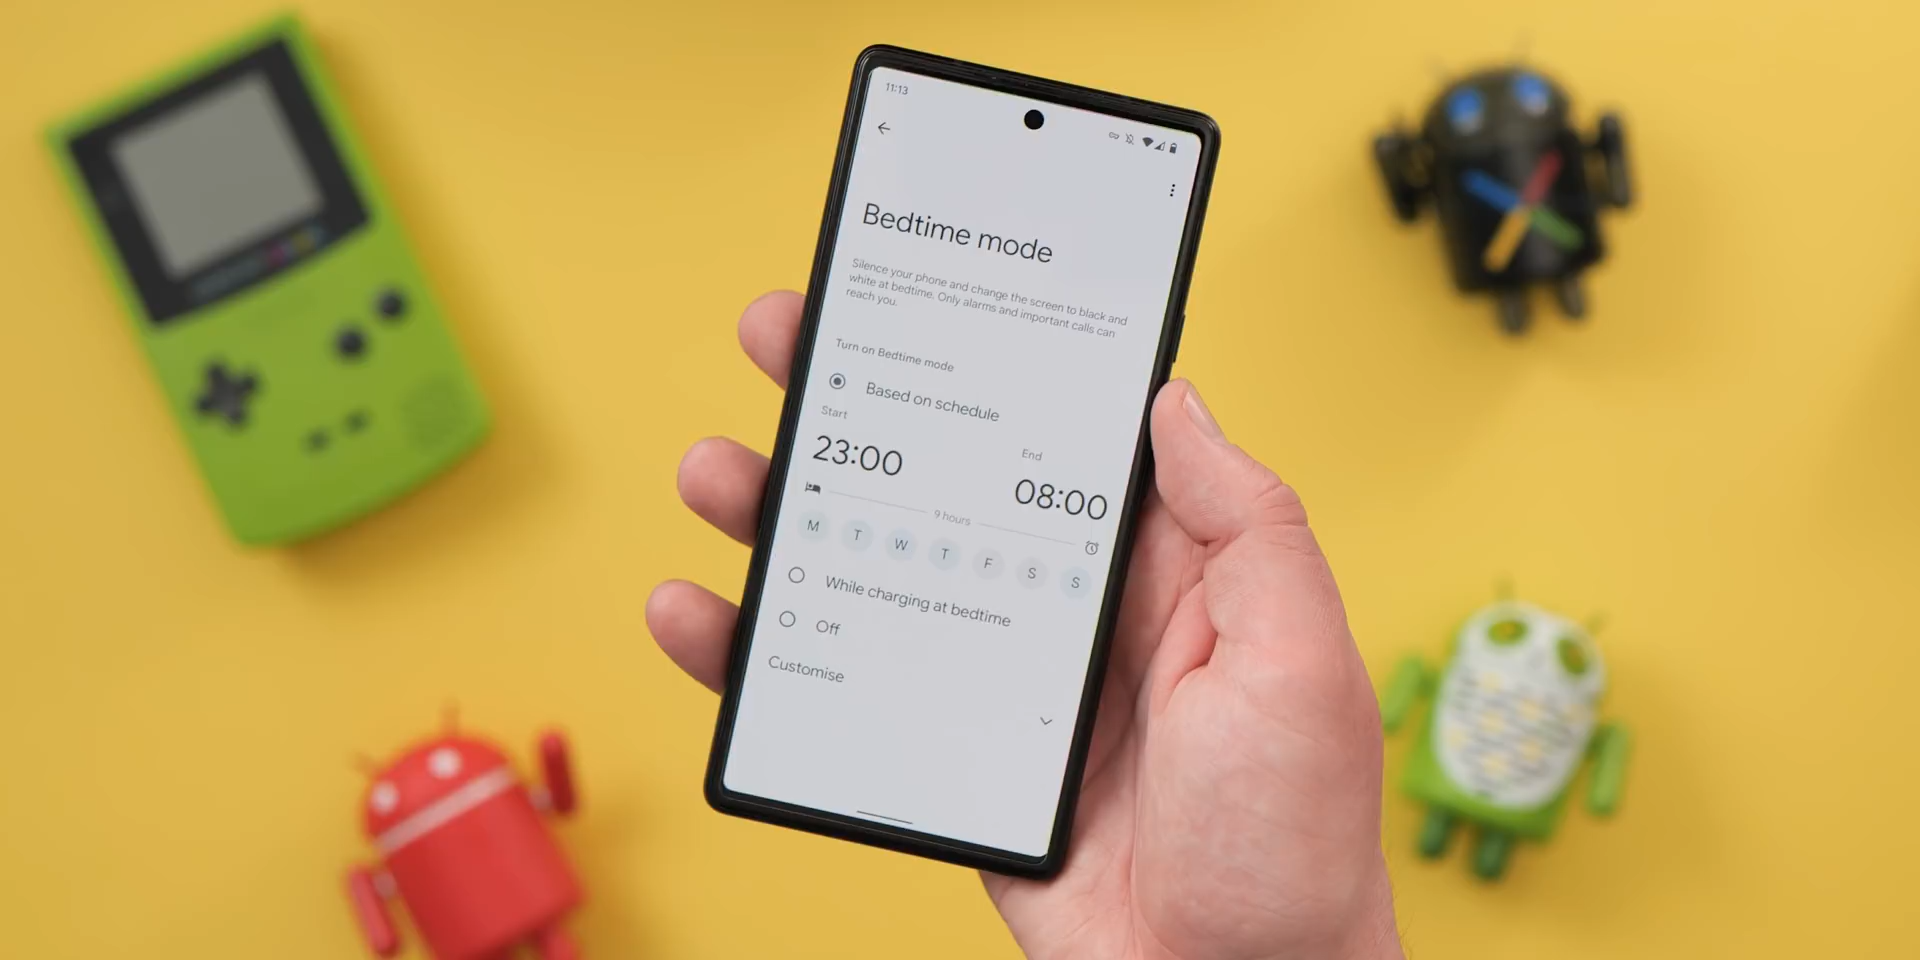 11:13
Bedtime mode
Silence your phone and change the screen to black and
white at bedtime. Only alarms and important calls can
reach you.
Turn on Bedtime mode
Based on schedule
Start
End
23:00
08:00
9 hours
M T W T F S S
While charging at bedtime
Off
Customise